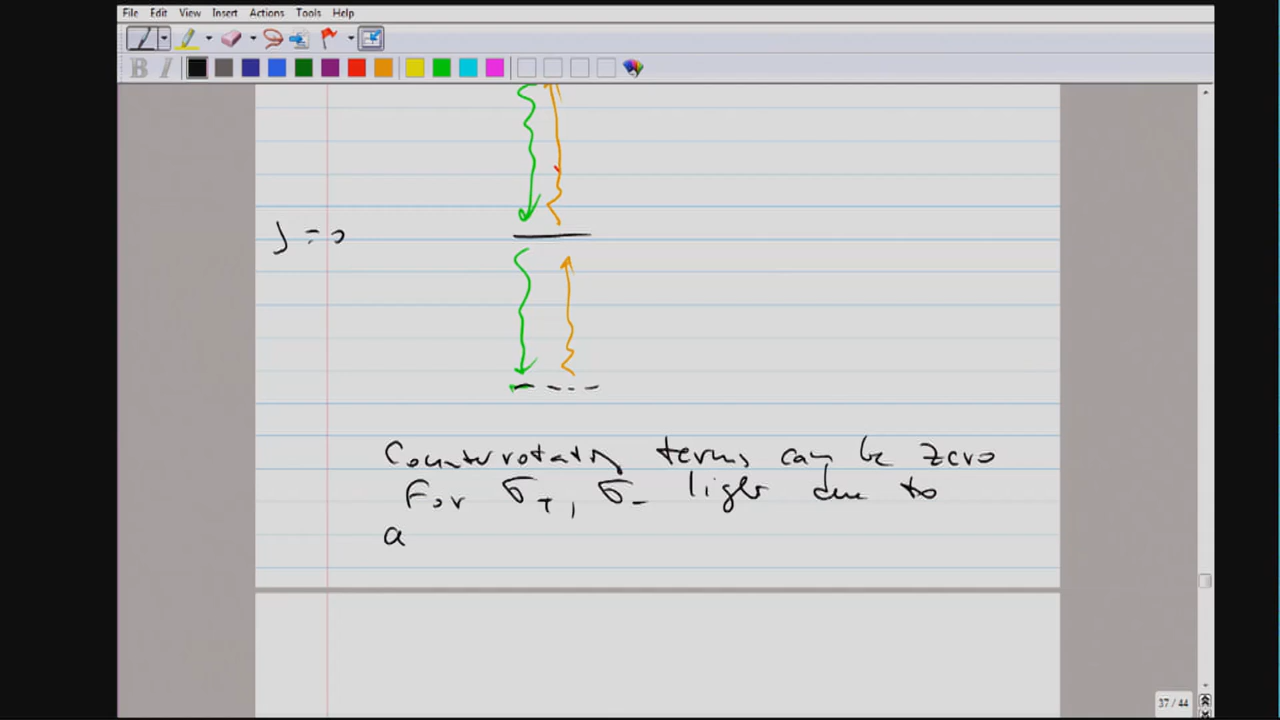 File Edit View Insert Actions Tools Help
B I
J = 0
Counterrotating terms can be zero
For σ+, σ- light due to
a
37 / 44